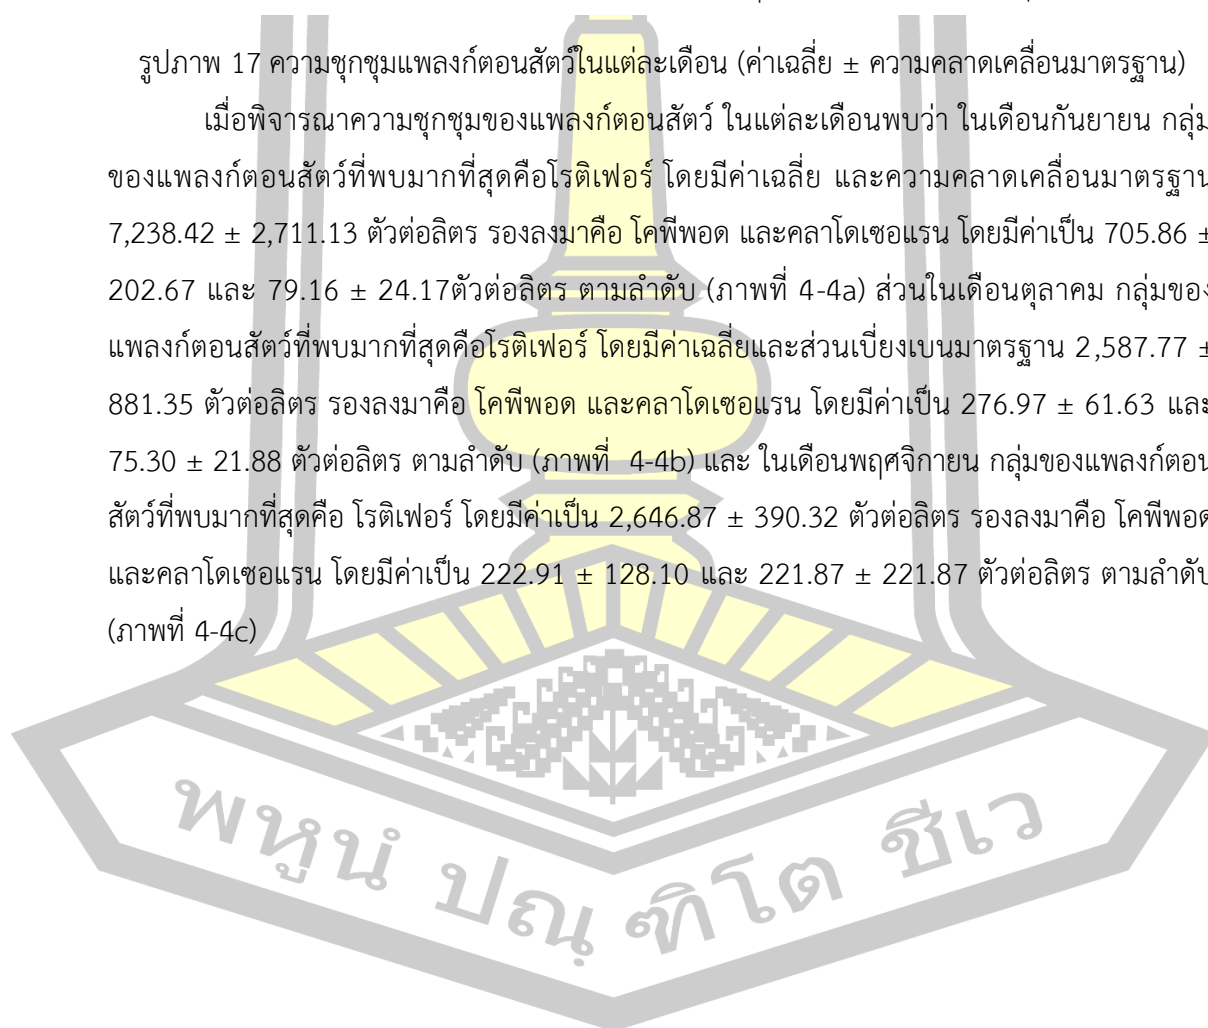 รูปภาพ 17 ความชุกชุมแพลงก์ตอนสัตว์ในแต่ละเดือน (ค่าเฉลี่ย ± ความคลาดเคลื่อนมาตรฐาน)
เมื่อพิจารณาความชุกชุมของแพลงก์ตอนสัตว์ ในแต่ละเดือนพบว่า ในเดือนกันยายน กลุ่ม
ของแพลงก์ตอนสัตว์ที่พบมากที่สุดคือโรติเฟอร์ โดยมีค่าเฉลี่ย และความคลาดเคลื่อนมาตรฐาน
7,238.42 ± 2,711.13 ตัวต่อลิตร รองลงมาคือ โคพีพอด และคลาโดเซอแรน โดยมีค่าเป็น 705.86 ±
202.67 และ 79.16 ± 24.17ตัวต่อลิตร ตามลำดับ (ภาพที่ 4-4a) ส่วนในเดือนตุลาคม กลุ่มของ
แพลงก์ตอนสัตว์ที่พบมากที่สุดคือโรติเฟอร์ โดยมีค่าเฉลี่ยและส่วนเบี่ยงเบนมาตรฐาน 2,587.77 ±
881.35 ตัวต่อลิตร รองลงมาคือ โคพีพอด และคลาโดเซอแรน โดยมีค่าเป็น 276.97 ± 61.63 และ
75.30 ± 21.88 ตัวต่อลิตร ตามลำดับ (ภาพที่ 4-4b) และ ในเดือนพฤศจิกายน กลุ่มของแพลงก์ตอน
สัตว์ที่พบมากที่สุดคือ โรติเฟอร์ โดยมีค่าเป็น 2,646.87 ± 390.32 ตัวต่อลิตร รองลงมาคือ โคพีพอด
และคลาโดเซอแรน โดยมีค่าเป็น 222.91 ± 128.10 และ 221.87 ± 221.87 ตัวต่อลิตร ตามลำดับ
(ภาพที่ 4-4c)
พหูนํ ปณฺฑิโต ชีเว